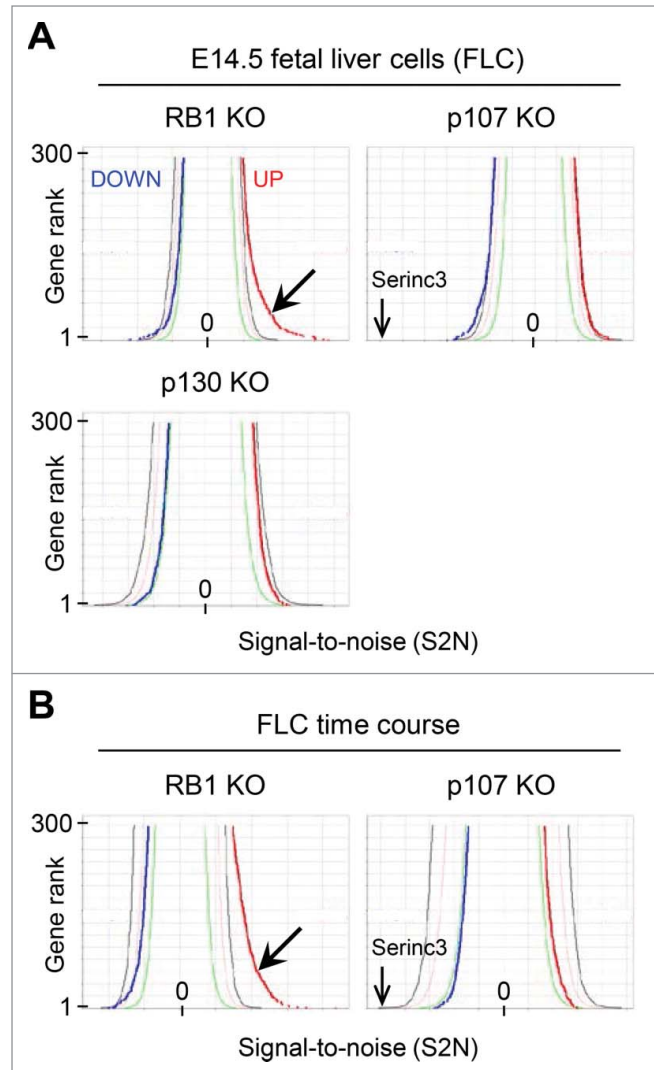 A
E14.5 fetal liver cells (FLC)
RB1 KO
p107 KO
300
DOWN
UP
Gene rank
Serinc3
1
0
0
p130 KO
300
Gene rank
1
0
Signal-to-noise (S2N)
B
FLC time course
RB1 KO
p107 KO
300
Gene rank
Serinc3
1
0
0
Signal-to-noise (S2N)